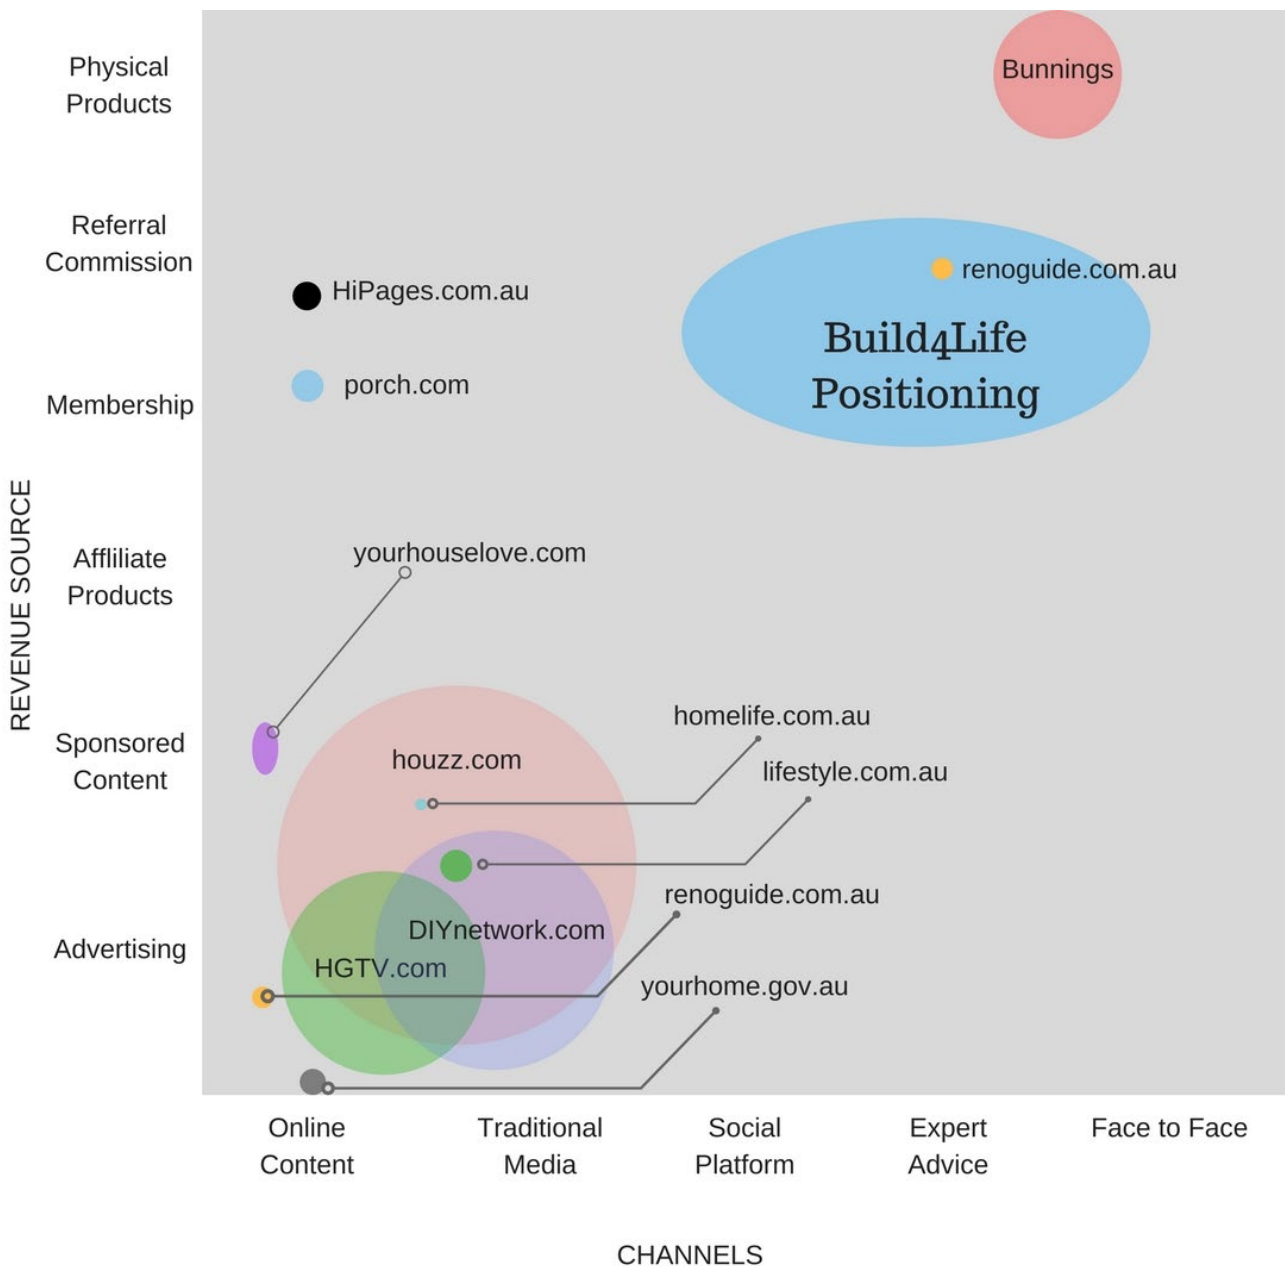 Physical
Products
Bunnings
Referral
Commission
renoguide.com.au
HiPages.com.au
Build4Life
Positioning
porch.com
Membership
REVENUE SOURCE
yourhouselove.com
Affliliate
Products
homelife.com.au
Sponsored
Content
houzz.com
lifestyle.com.au
renoguide.com.au
DIYnetwork.com
Advertising
HGTV.com
yourhome.gov.au
Online
Content
Traditional
Media
Social
Platform
Expert
Advice
Face to Face
CHANNELS